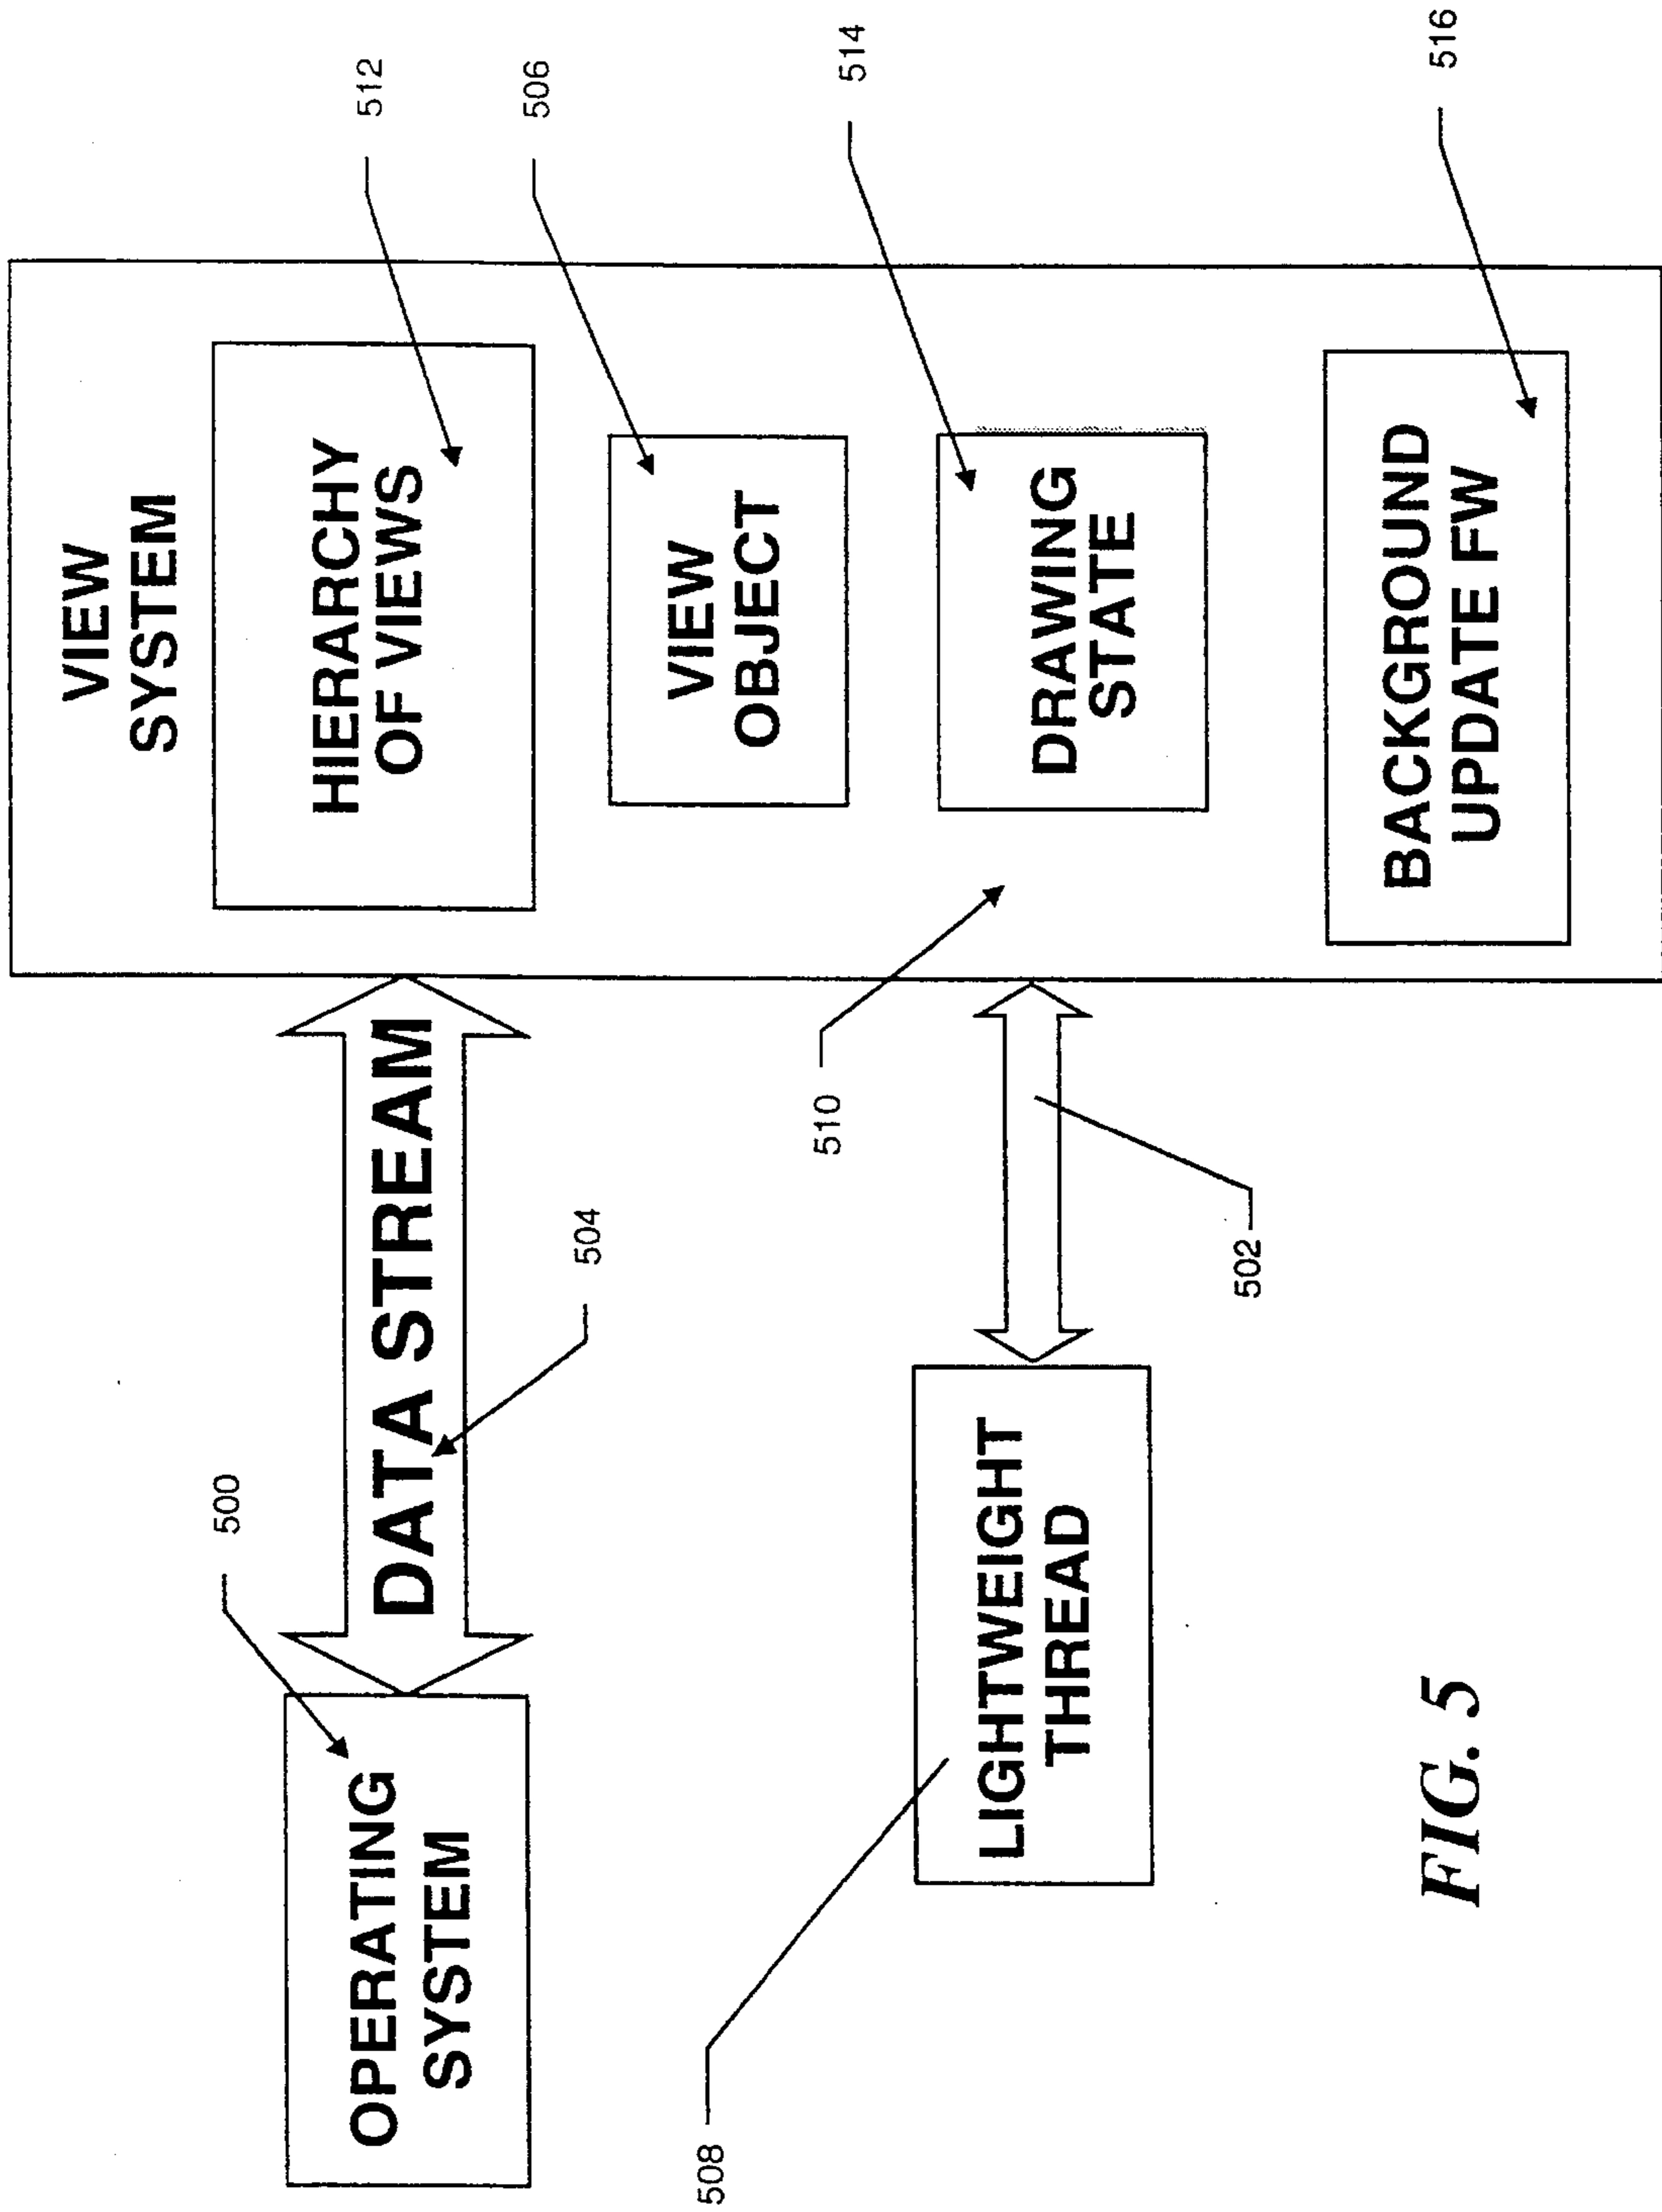 VIEW
SYSTEM
512
HIERARCHY
OF VIEWS
506
VIEW
OBJECT
514
DRAWING
STATE
516
BACKGROUND
UPDATE FW
500
OPERATING
SYSTEM
DATA STREAM
504
510
502
508
LIGHTWEIGHT
THREAD
FIG. 5